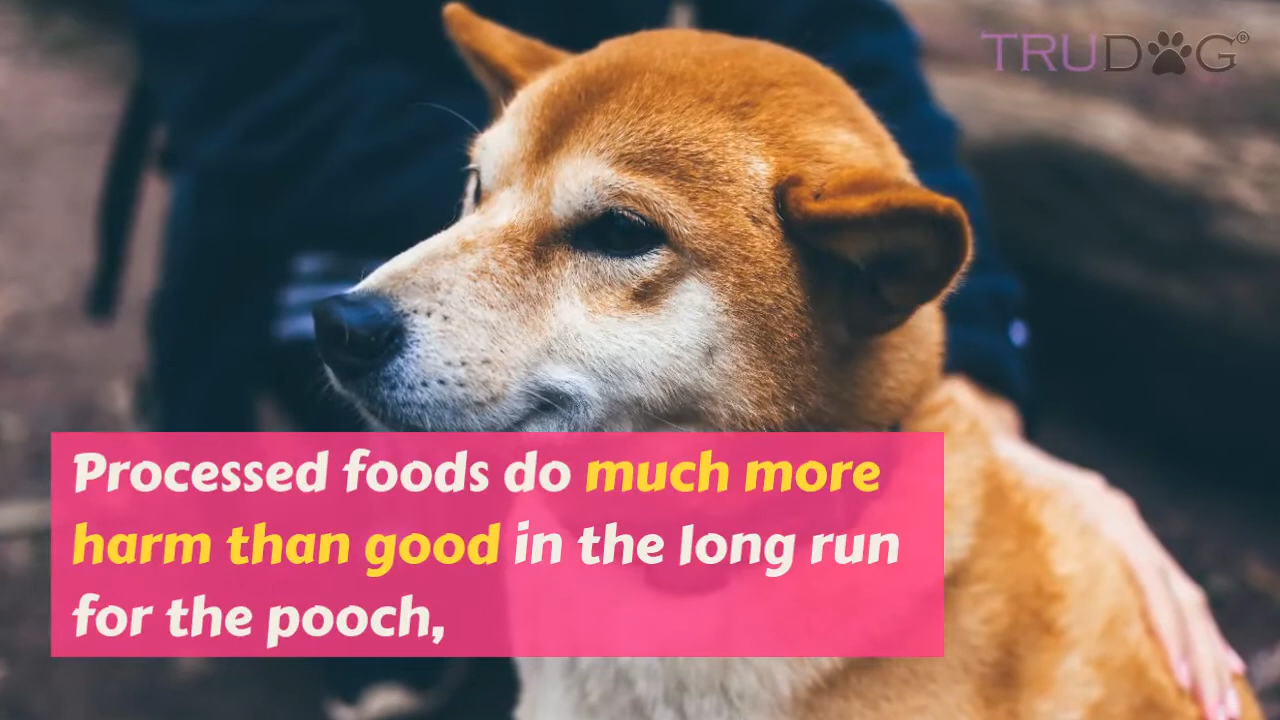 TRUDOG®
Processed foods do much more
harm than good in the long run
for the pooch,